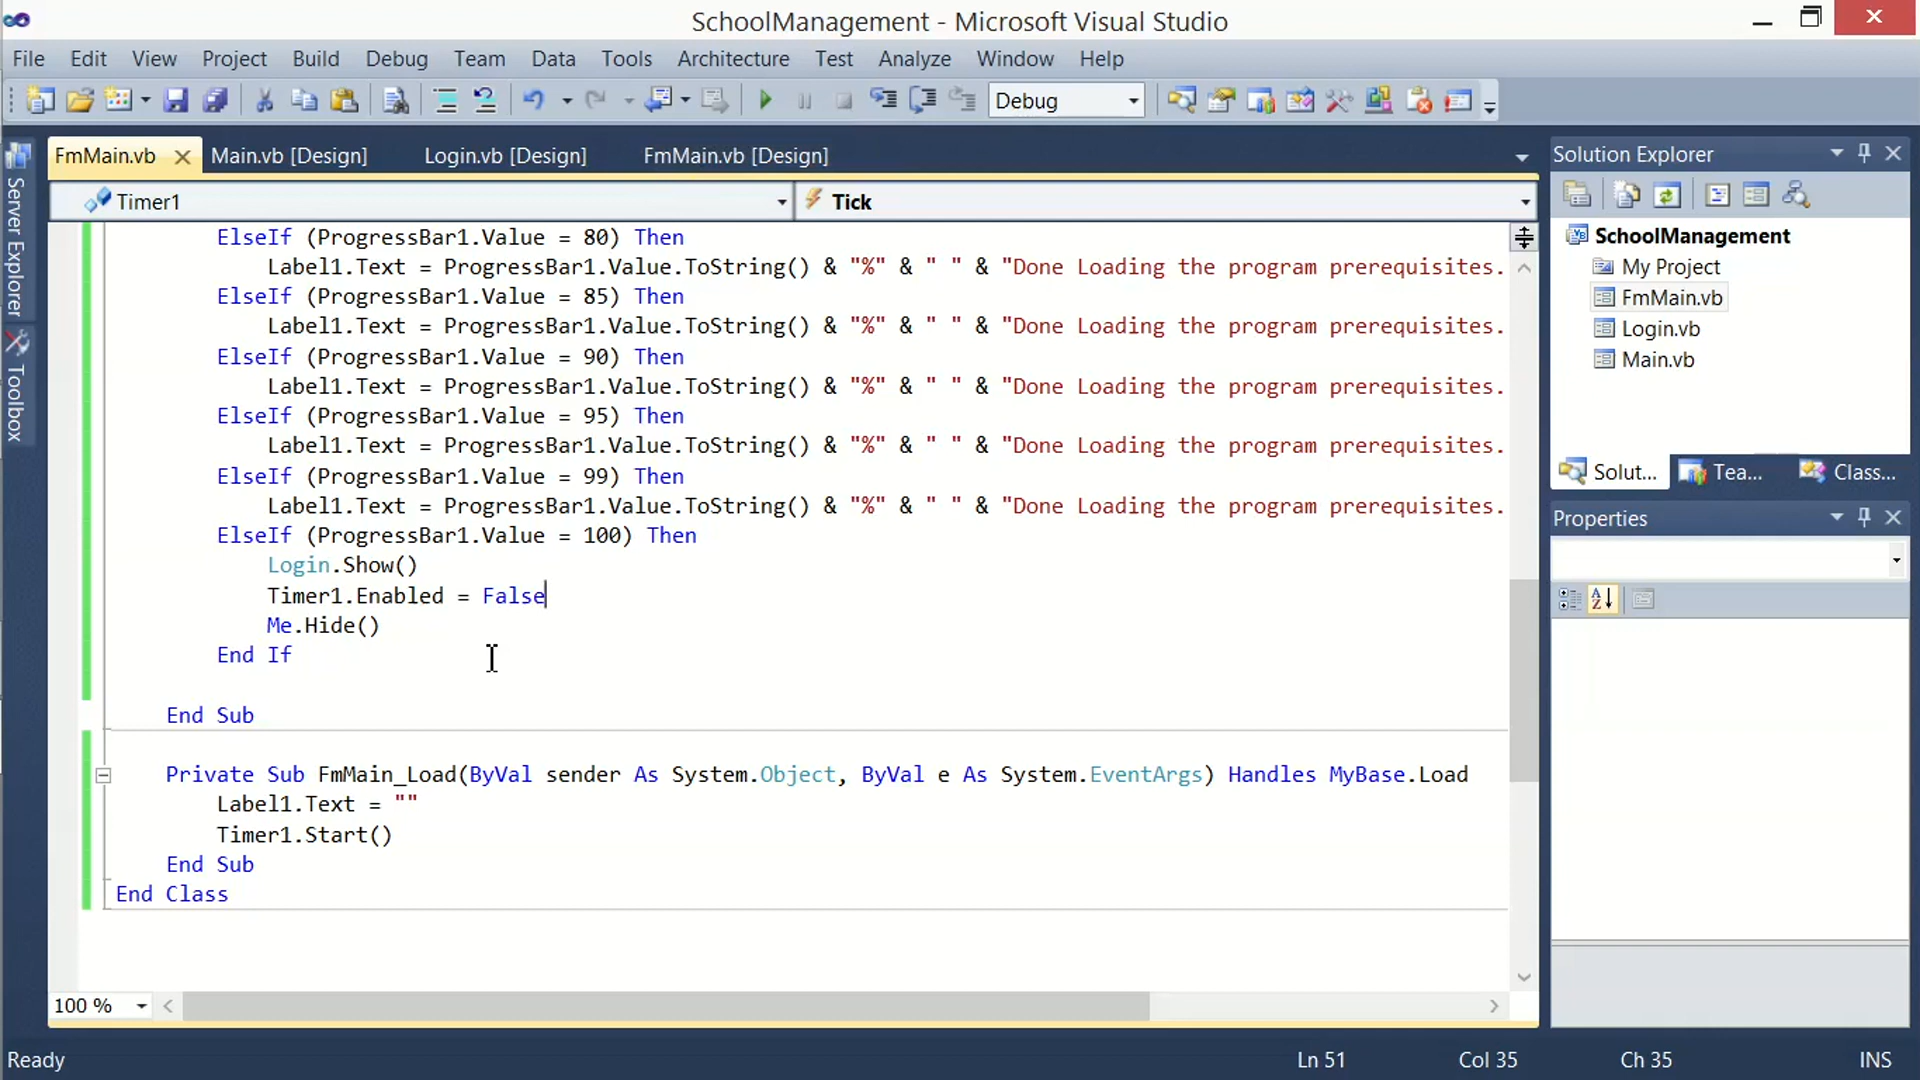 SchoolManagement - Microsoft Visual Studio
File Edit View Project Build Debug Team Data Tools Architecture Test Analyze Window Help
Debug
Server Explorer
Toolbox
FmMain.vb Main.vb [Design] Login.vb [Design] FmMain.vb [Design]
Timer1 Tick
ElseIf (ProgressBar1.Value = 80) Then
Label1.Text = ProgressBar1.Value.ToString() & "%" & " " & "Done Loading the program prerequisites.
ElseIf (ProgressBar1.Value = 85) Then
Label1.Text = ProgressBar1.Value.ToString() & "%" & " " & "Done Loading the program prerequisites.
ElseIf (ProgressBar1.Value = 90) Then
Label1.Text = ProgressBar1.Value.ToString() & "%" & " " & "Done Loading the program prerequisites.
ElseIf (ProgressBar1.Value = 95) Then
Label1.Text = ProgressBar1.Value.ToString() & "%" & " " & "Done Loading the program prerequisites.
ElseIf (ProgressBar1.Value = 99) Then
Label1.Text = ProgressBar1.Value.ToString() & "%" & " " & "Done Loading the program prerequisites.
ElseIf (ProgressBar1.Value = 100) Then
Login.Show()
Timer1.Enabled = False
Me.Hide()
End If
End Sub
Private Sub FmMain_Load(ByVal sender As System.Object, ByVal e As System.EventArgs) Handles MyBase.Load
Label1.Text = ""
Timer1.Start()
End Sub
End Class
100 %
Solution Explorer
SchoolManagement
My Project
FmMain.vb
Login.vb
Main.vb
Solut... Tea... Class...
Properties
Ready Ln 51 Col 35 Ch 35 INS